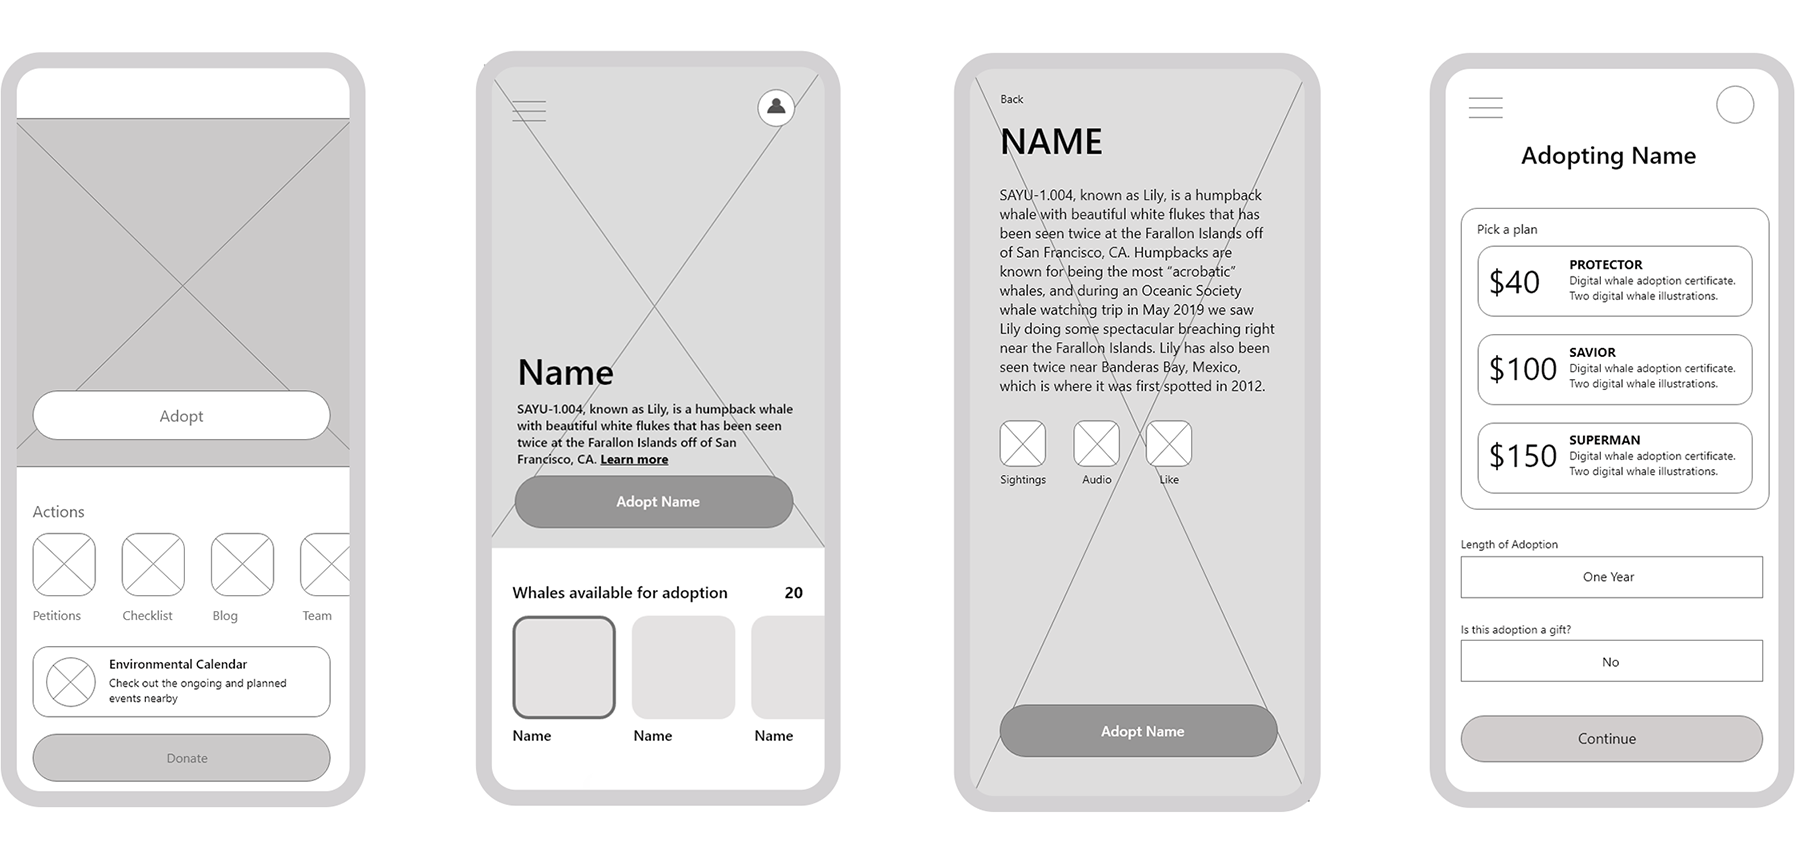 Adopt
Actions
Petitions
Checklist
Blog
Team
Environmental Calendar
Check out the ongoing and planned
events nearby
Donate
Name
SAYU-1.004, known as Lily, is a humpback whale
with beautiful white flukes that has been seen
twice at the Farallon Islands off of San
Francisco, CA. Learn more
Adopt Name
Whales available for adoption 20
Name
Name
Name
Back
NAME
SAYU-1.004, known as Lily, is a humpback
whale with beautiful white flukes that has
been seen twice at the Farallon Islands off
of San Francisco, CA. Humpbacks are
known for being the most “acrobatic”
whales, and during an Oceanic Society
whale watching trip in May 2019 we saw
Lily doing some spectacular breaching right
near the Farallon Islands. Lily has also been
seen twice near Banderas Bay, Mexico,
which is where it was first spotted in 2012.
Sightings
Audio
Like
Adopt Name
Adopting Name
Pick a plan
$40
PROTECTOR
Digital whale adoption certificate.
Two digital whale illustrations.
$100
SAVIOR
Digital whale adoption certificate.
Two digital whale illustrations.
$150
SUPERMAN
Digital whale adoption certificate.
Two digital whale illustrations.
Length of Adoption
One Year
Is this adoption a gift?
No
Continue